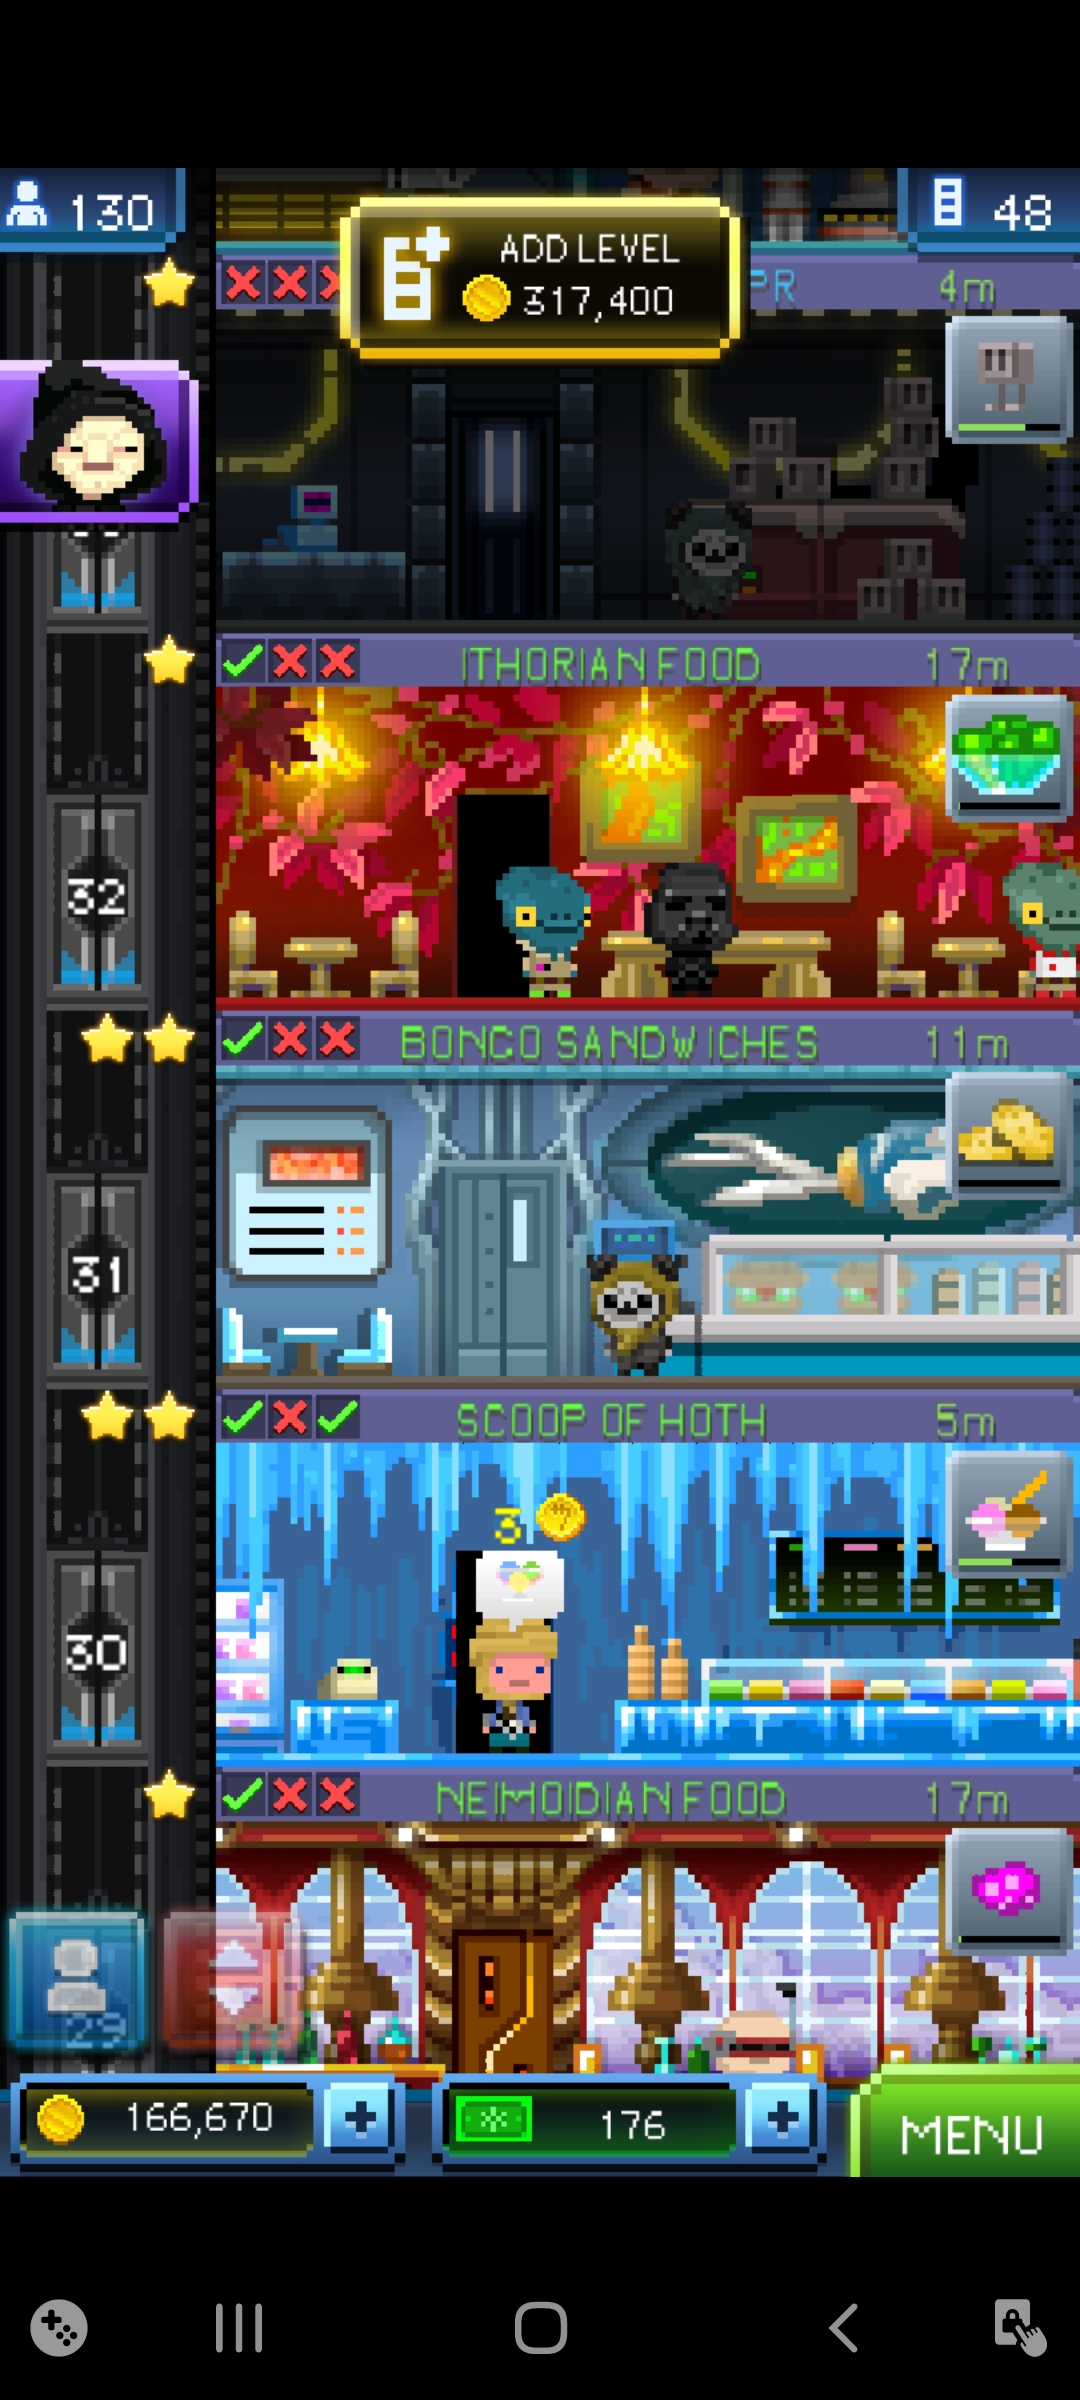 130
48
ADD LEVEL
317,400
PR
4m
ITHORIAN FOOD
17m
32
BONGO SANDWICHES
11m
31
SCOOP OF HOTH
5m
3
30
NEIMOIDIAN FOOD
17m
29
166,670
176
MENU